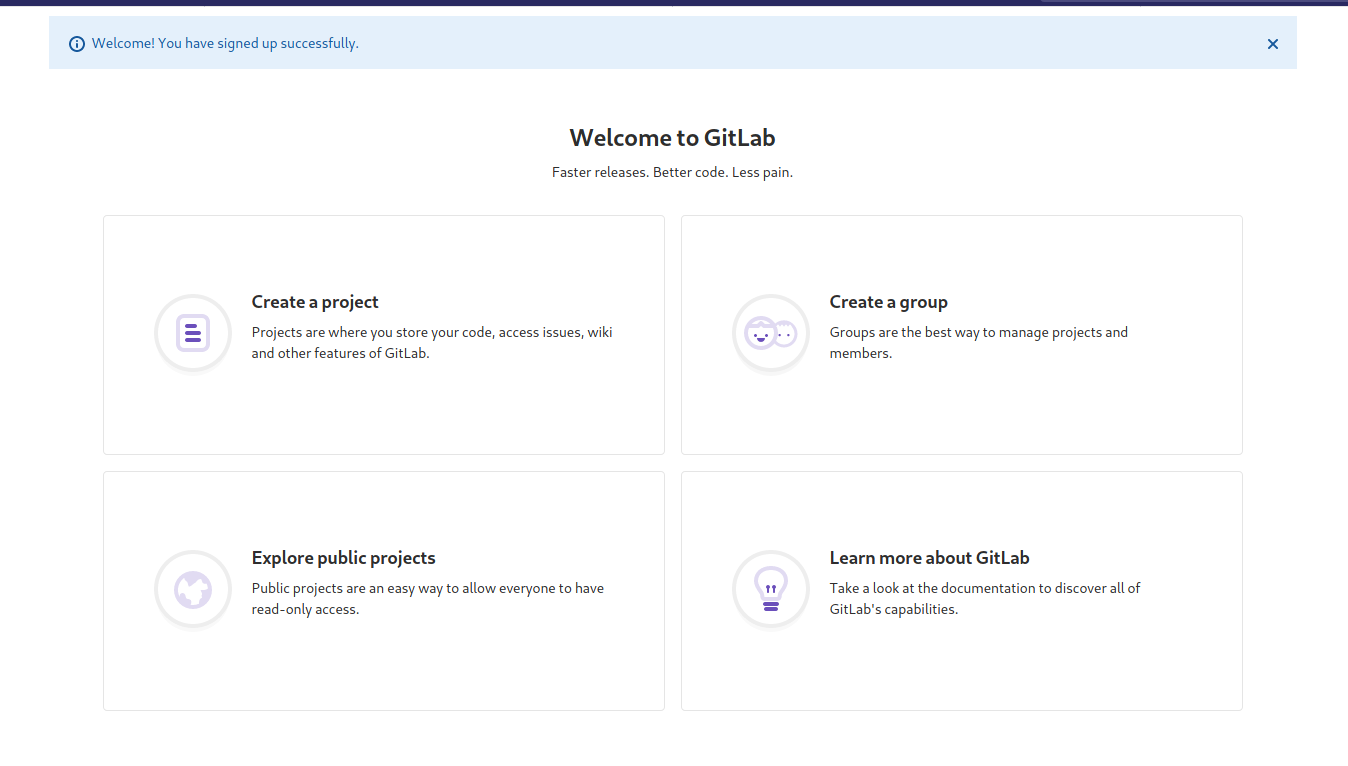 Welcome! You have signed up successfully.
Welcome to GitLab
Faster releases. Better code. Less pain.
Create a project
Projects are where you store your code, access issues, wiki
and other features of GitLab.
Create a group
Groups are the best way to manage projects and
members.
Explore public projects
Public projects are an easy way to allow everyone to have
read-only access.
Learn more about GitLab
Take a look at the documentation to discover all of
GitLab's capabilities.